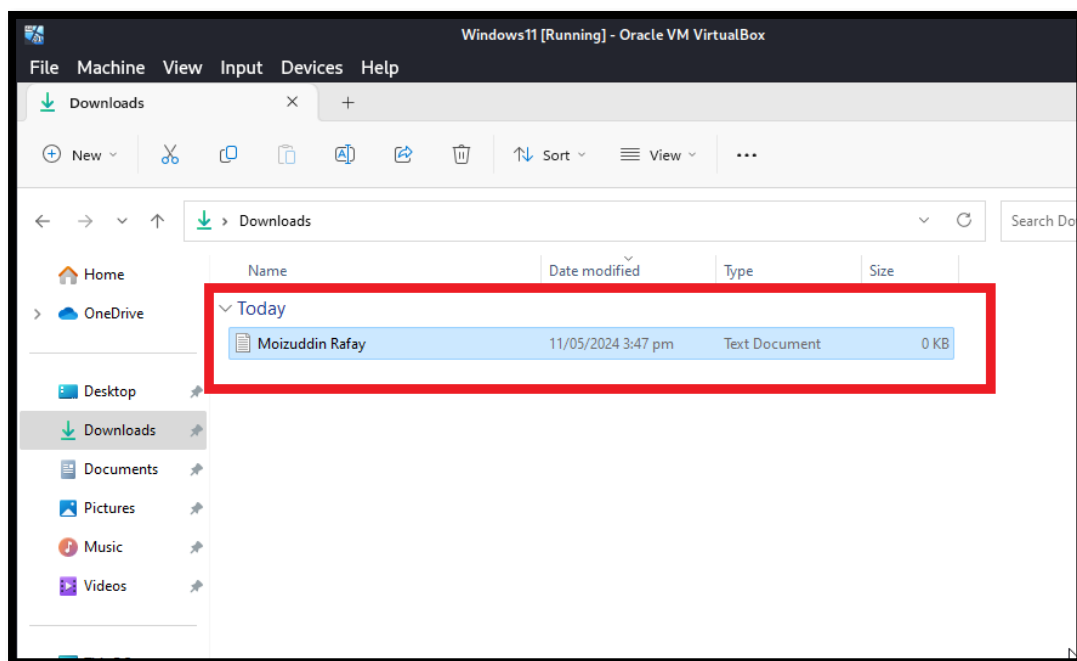 Windows11 [Running] - Oracle VM VirtualBox
File Machine View Input Devices Help
Downloads
New
Sort
View
Downloads
Search Do
Home
OneDrive
Desktop
Downloads
Documents
Pictures
Music
Videos
Name Date modified Type Size
Today
Moizuddin Rafay 11/05/2024 3:47 pm Text Document 0 KB